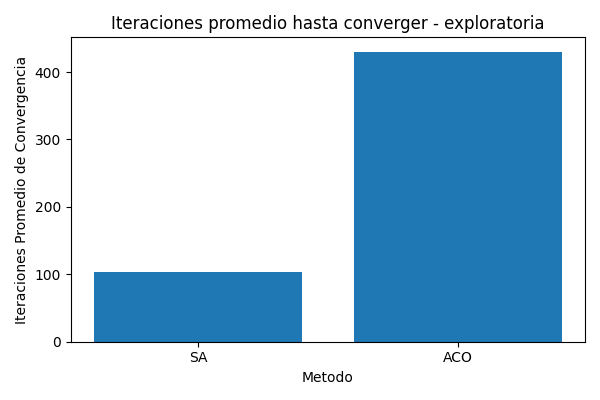 Iteraciones promedio hasta converger - exploratoria
Iteraciones Promedio de Convergencia
400
300
200
100
0
SA
ACO
Metodo